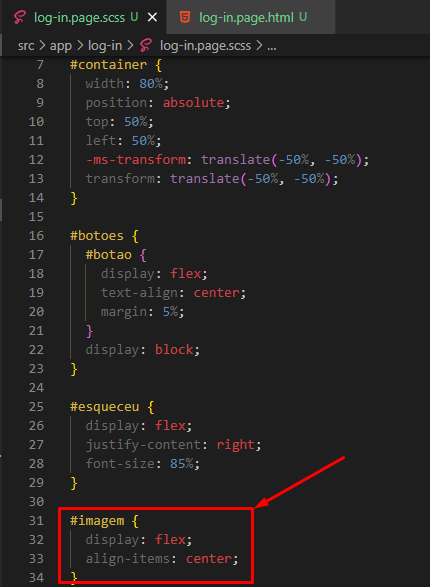 log-in.page.scss U
log-in.page.html U
src > app > log-in > log-in.page.scss > ...
7 #container {
8 width: 80%;
9 position: absolute;
10 top: 50%;
11 left: 50%;
12 -ms-transform: translate(-50%, -50%);
13 transform: translate(-50%, -50%);
14 }
15
16 #botoes {
17 #botao {
18 display: flex;
19 text-align: center;
20 margin: 5%;
21 }
22 display: block;
23 }
24
25 #esqueceu {
26 display: flex;
27 justify-content: right;
28 font-size: 85%;
29 }
30
31 #imagem {
32 display: flex;
33 align-items: center;
34 }